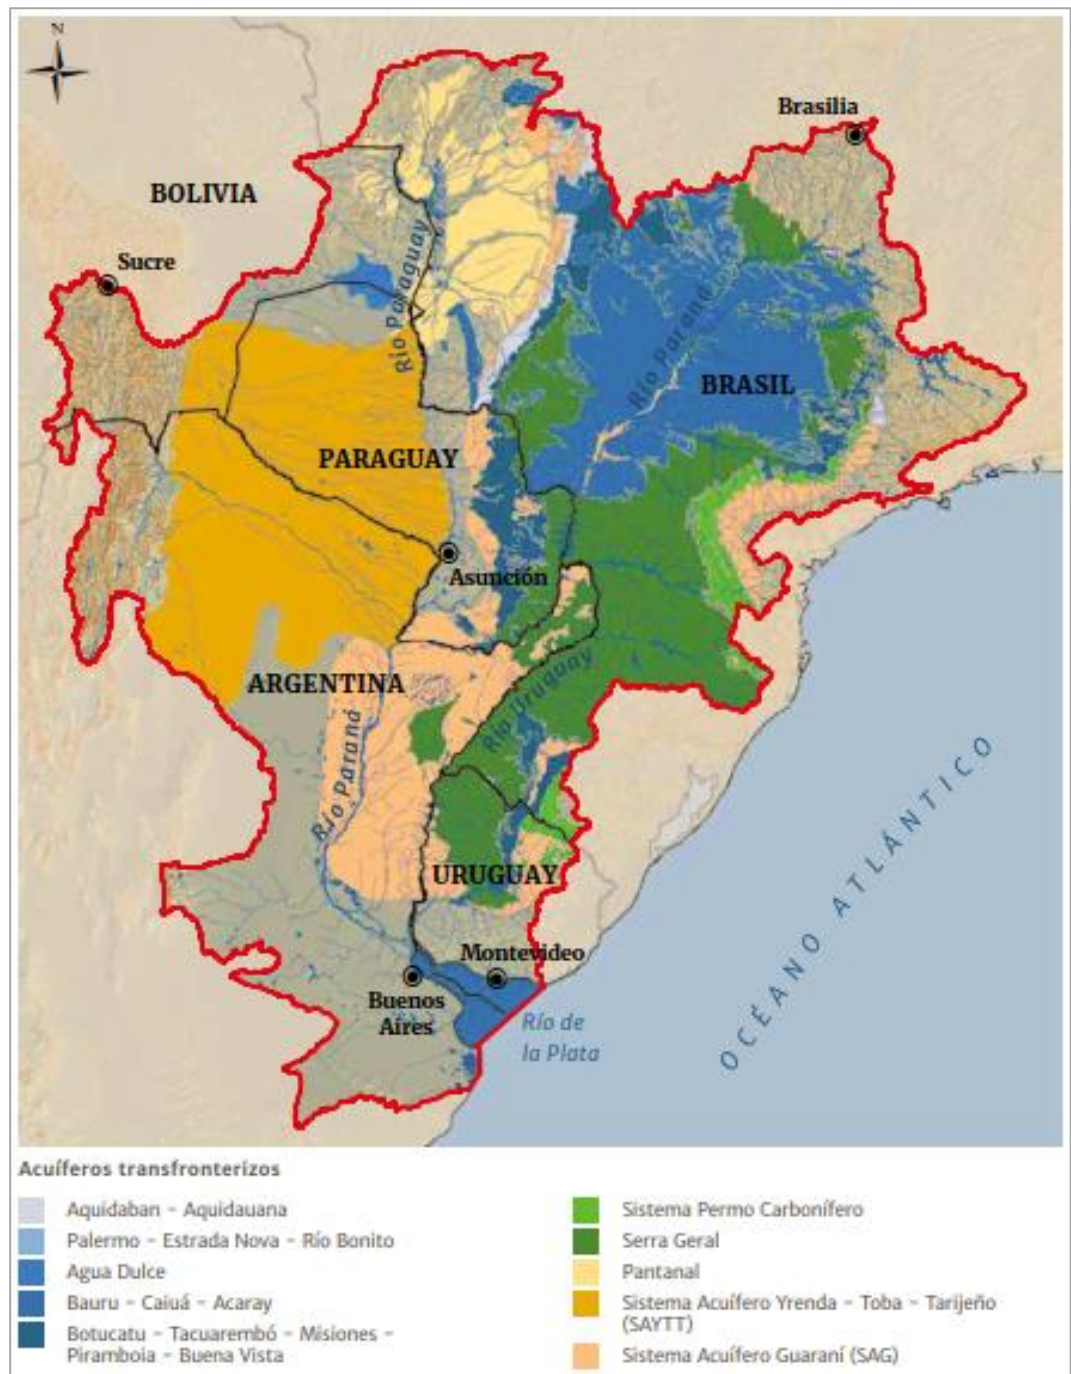 N
Brasilia
BOLIVIA
Sucre
Río Paraguay
Río Paraná
BRASIL
PARAGUAY
Asunción
ARGENTINA
Río Uruguay
Río Paraná
URUGUAY
Montevideo
Buenos
Aires
Río de
la Plata
OCÉANO ATLÁNTICO
Acuíferos transfronterizos
Aquidaban - Aquidauana
Palermo - Estrada Nova - Río Bonito
Agua Dulce
Bauru - Caiuá - Acaray
Botucatu - Tacuarembó - Misiones -
Piramboia - Buena Vista
Sistema Permo Carbonífero
Serra Geral
Pantanal
Sistema Acuífero Yrenda - Toba - Tarijeño
(SAYTT)
Sistema Acuífero Guaraní (SAG)